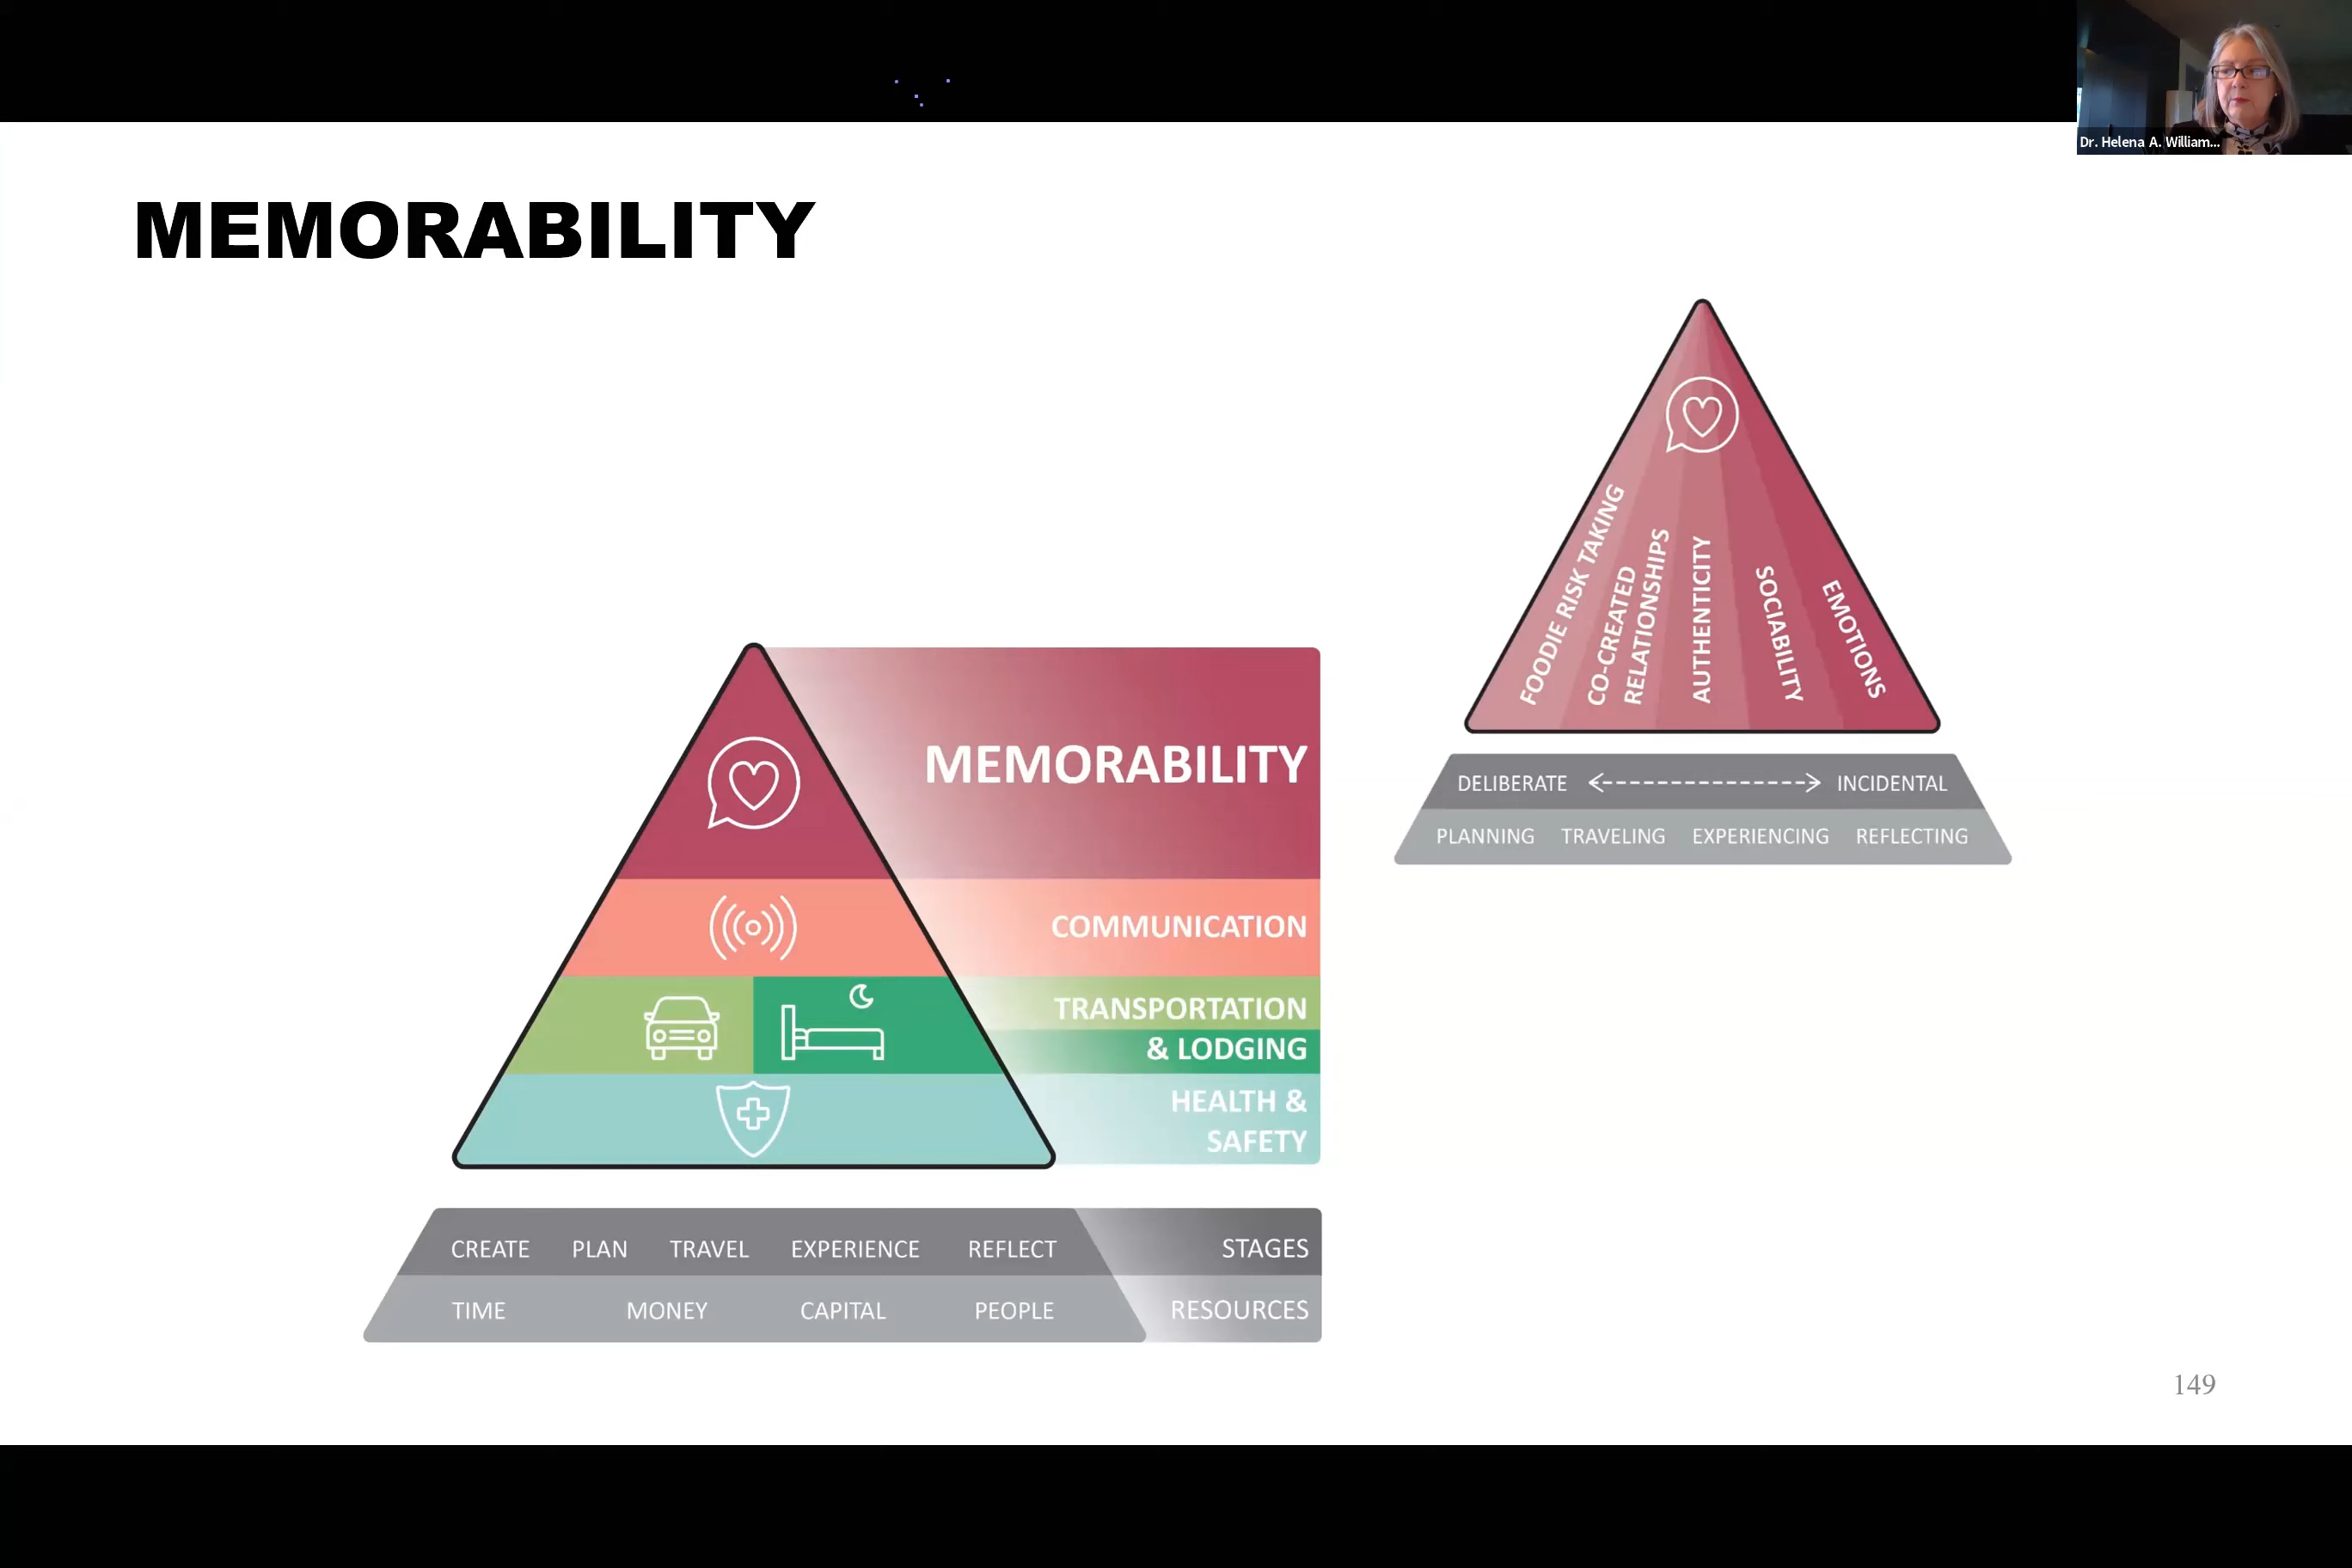 Dr. Helena A. William...
MEMORABILITY
FOODIE RISK TAKING
CO-CREATED
RELATIONSHIPS
AUTHENTICITY
SOCIABILITY
EMOTIONS
DELIBERATE INCIDENTAL
PLANNING TRAVELING EXPERIENCING REFLECTING
MEMORABILITY
COMMUNICATION
TRANSPORTATION
& LODGING
HEALTH &
SAFETY
CREATE PLAN TRAVEL EXPERIENCE REFLECT STAGES
TIME MONEY CAPITAL PEOPLE RESOURCES
149